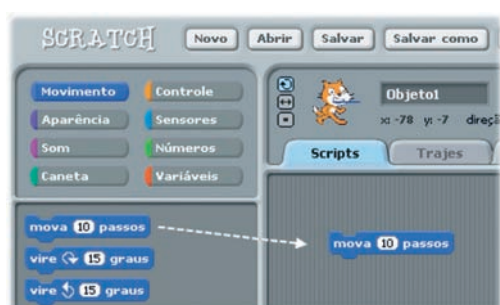 SCRATCH Novo Abrir Salvar Salvar como
Movimento Controle
Aparência Sensores
Som Números
Caneta Variáveis
Objeto1
x: -78 y: -7 direçã
Scripts Trajes
mova 10 passos
vire 15 graus
vire 15 graus
mova 10 passos